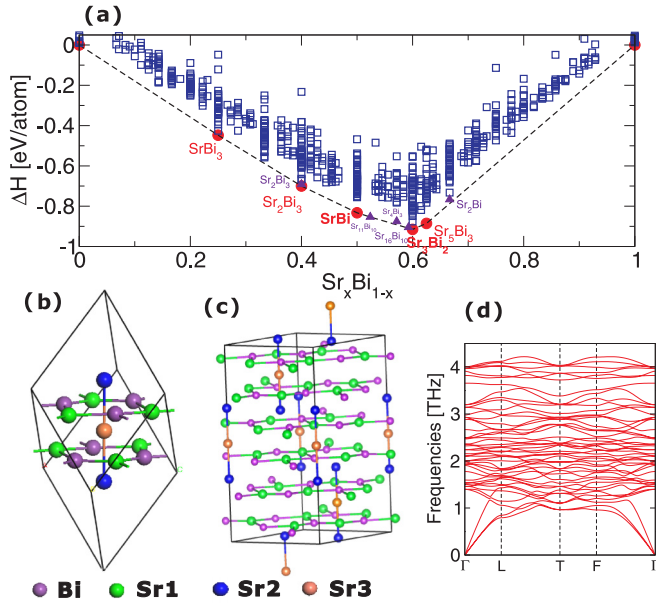 (a)
0
-0.2
-0.4
-0.6
-0.8
-1
ΔH [eV/atom]
SrBi₃
Sr₂Bi₃
Sr₂Bi₃
SrBi
Sr₁₁Bi₁₀
Sr₁₆Bi₁₀
Sr₃Bi₂
Sr₅Bi₃
Sr₂Bi
0 0.2 0.4 0.6 0.8 1
SrₓBi₁₋ₓ
(b)
(c)
(d)
Frequencies [THz]
4
3
2
1
0
Γ L T F
Bi Sr1 Sr2 Sr3